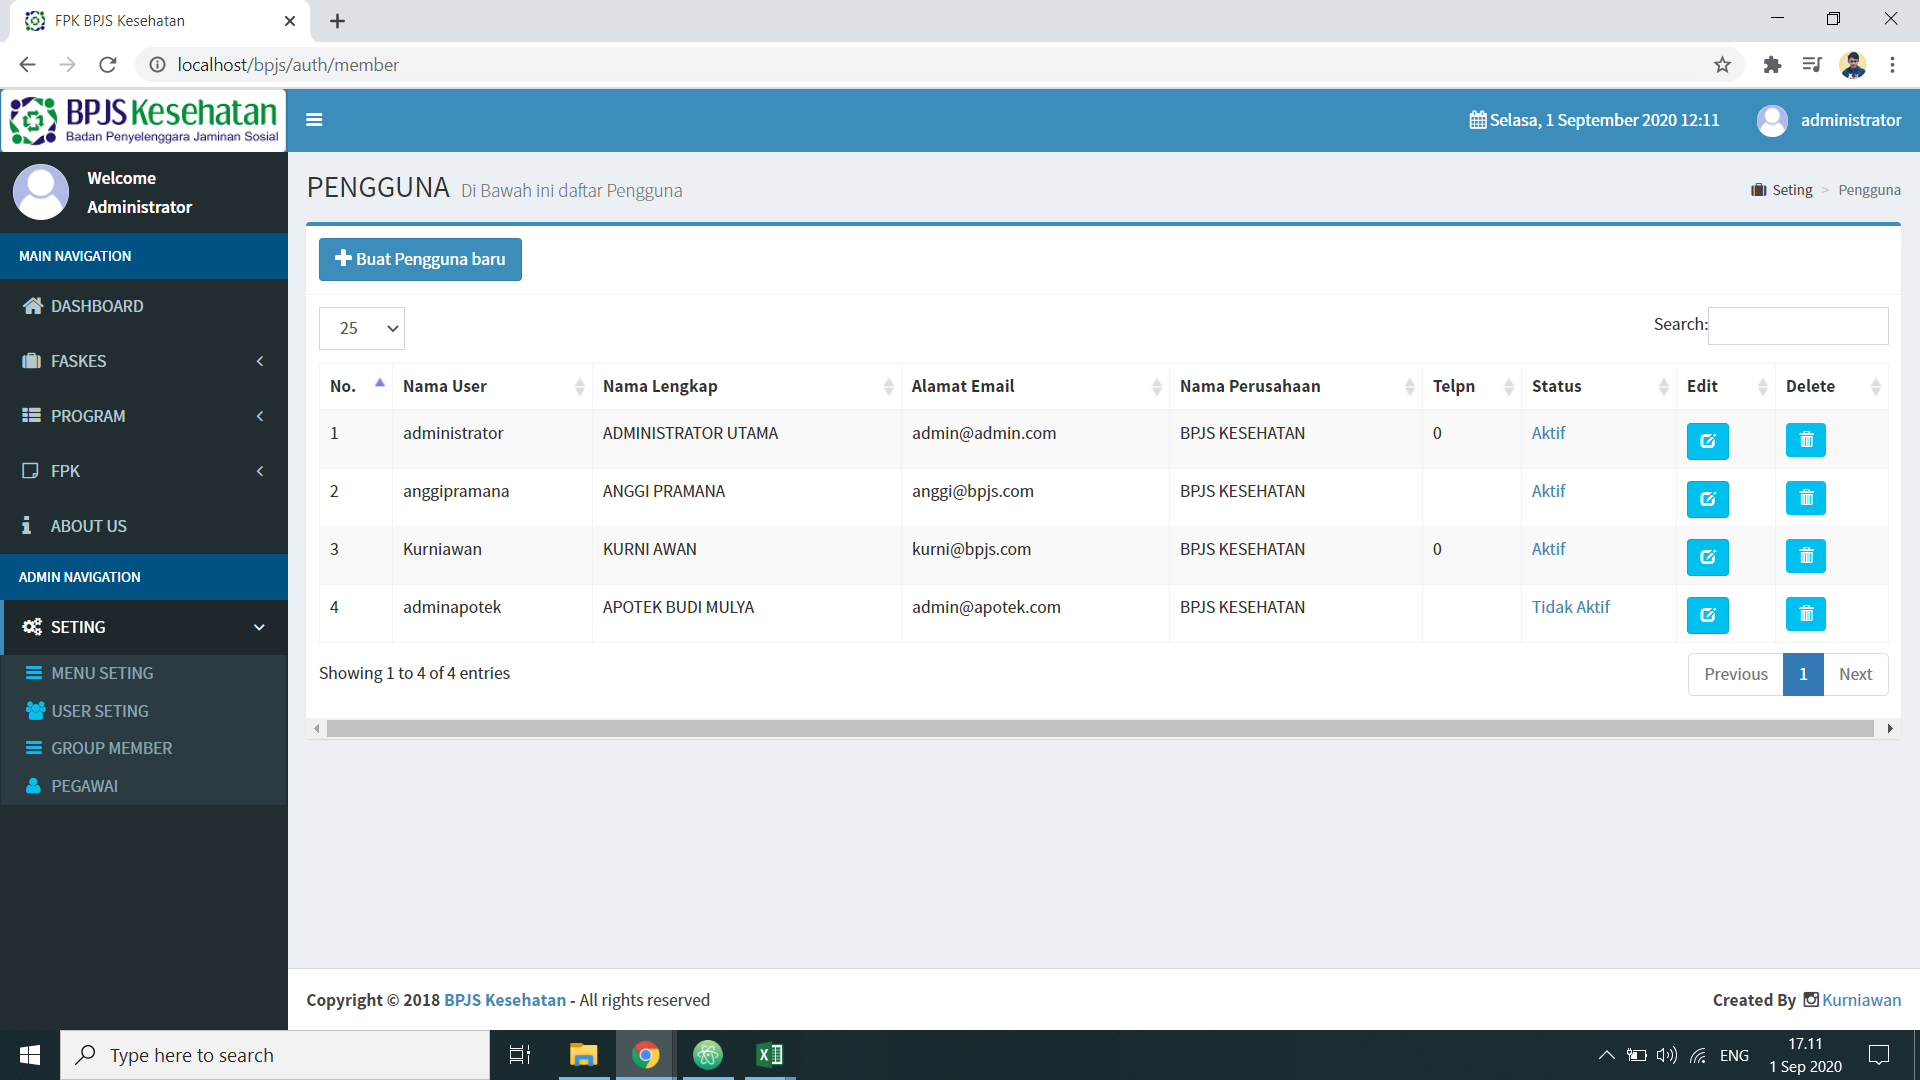 FPK BPJS Kesehatan
localhost/bpjs/auth/member
BPJS Kesehatan
Badan Penyelenggara Jaminan Sosial
Selasa, 1 September 2020 12:11
administrator
Welcome
Administrator
MAIN NAVIGATION
DASHBOARD
FASKES
PROGRAM
FPK
ABOUT US
ADMIN NAVIGATION
SETING
MENU SETING
USER SETING
GROUP MEMBER
PEGAWAI
PENGGUNA Di Bawah ini daftar Pengguna
Seting > Pengguna
Buat Pengguna baru
25
Search:
No. Nama User Nama Lengkap Alamat Email Nama Perusahaan Telpn Status Edit Delete
1 administrator ADMINISTRATOR UTAMA admin@admin.com BPJS KESEHATAN 0 Aktif
2 anggipramana ANGGI PRAMANA anggi@bpjs.com BPJS KESEHATAN Aktif
3 Kurniawan KURNI AWAN kurni@bpjs.com BPJS KESEHATAN 0 Aktif
4 adminapotek APOTEK BUDI MULYA admin@apotek.com BPJS KESEHATAN Tidak Aktif
Showing 1 to 4 of 4 entries
Previous 1 Next
Copyright © 2018 BPJS Kesehatan - All rights reserved
Created By Kurniawan
Type here to search
ENG
17.11
1 Sep 2020